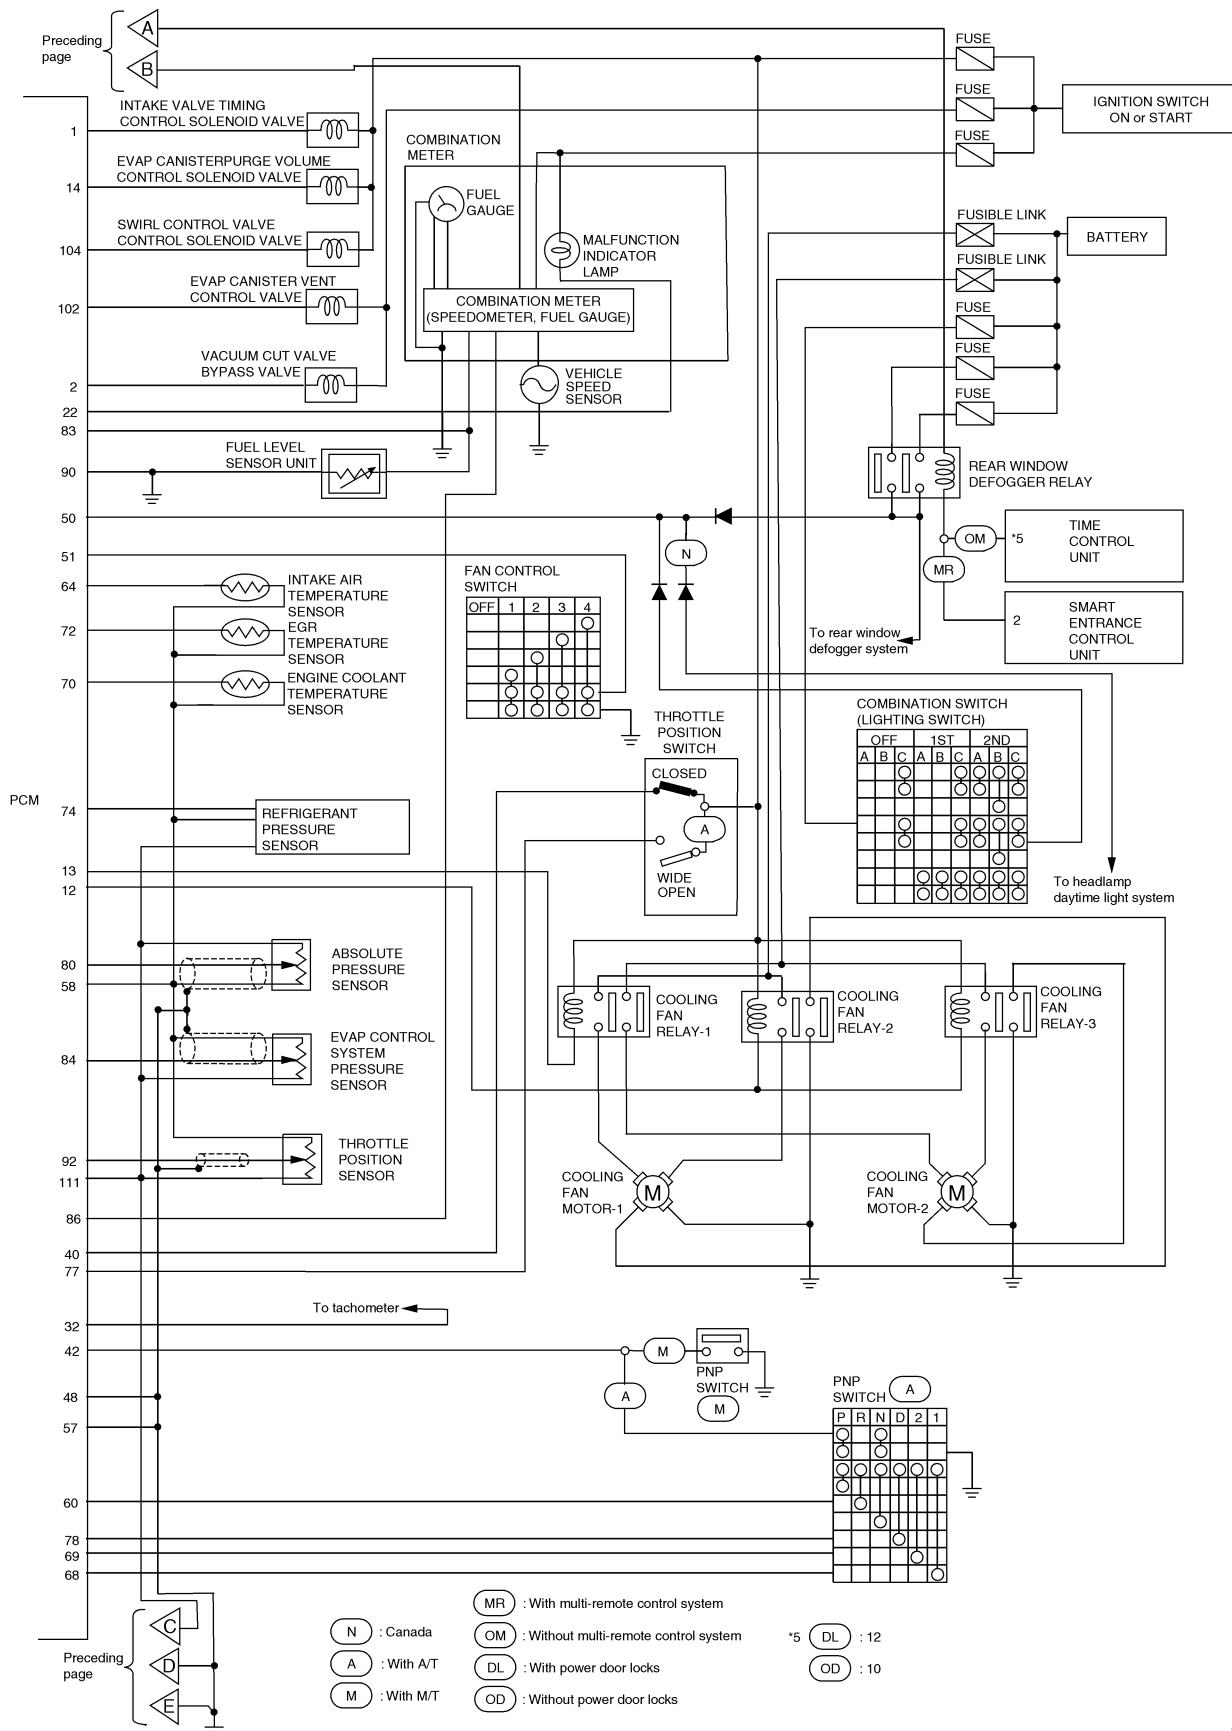 A
Preceding
page
B
FUSE
FUSE
IGNITION SWITCH
ON or START
FUSE
INTAKE VALVE TIMING
CONTROL SOLENOID VALVE
1
COMBINATION
METER
EVAP CANISTERPURGE VOLUME
CONTROL SOLENOID VALVE
14
FUEL
GAUGE
SWIRL CONTROL VALVE
CONTROL SOLENOID VALVE
104
MALFUNCTION
INDICATOR
LAMP
FUSIBLE LINK
BATTERY
FUSIBLE LINK
EVAP CANISTER VENT
CONTROL VALVE
102
COMBINATION METER
(SPEEDOMETER, FUEL GAUGE)
FUSE
FUSE
FUSE
VACUUM CUT VALVE
BYPASS VALVE
2
VEHICLE
SPEED
SENSOR
22
83
FUEL LEVEL
SENSOR UNIT
90
REAR WINDOW
DEFOGGER RELAY
50
N
OM
*5
TIME
CONTROL
UNIT
51
MR
64
INTAKE AIR
TEMPERATURE
SENSOR
FAN CONTROL
SWITCH
OFF 1 2 3 4
2
SMART
ENTRANCE
CONTROL
UNIT
72
EGR
TEMPERATURE
SENSOR
To rear window
defogger system
70
ENGINE COOLANT
TEMPERATURE
SENSOR
THROTTLE
POSITION
SWITCH
CLOSED
A
WIDE
OPEN
COMBINATION SWITCH
(LIGHTING SWITCH)
OFF 1ST 2ND
A B C A B C A B C
PCM
74
REFRIGERANT
PRESSURE
SENSOR
13
12
To headlamp
daytime light system
80
58
ABSOLUTE
PRESSURE
SENSOR
COOLING
FAN
RELAY-1
COOLING
FAN
RELAY-2
COOLING
FAN
RELAY-3
84
EVAP CONTROL
SYSTEM
PRESSURE
SENSOR
92
111
THROTTLE
POSITION
SENSOR
COOLING
FAN
MOTOR-1
M
COOLING
FAN
MOTOR-2
M
86
40
77
To tachometer
32
42
M
A
PNP
SWITCH
M
PNP
SWITCH
A
P R N D 2 1
48
57
60
78
69
68
Preceding
page
C
D
E
N : Canada
A : With A/T
M : With M/T
MR : With multi-remote control system
OM : Without multi-remote control system
DL : With power door locks
OD : Without power door locks
*5 DL : 12
OD : 10